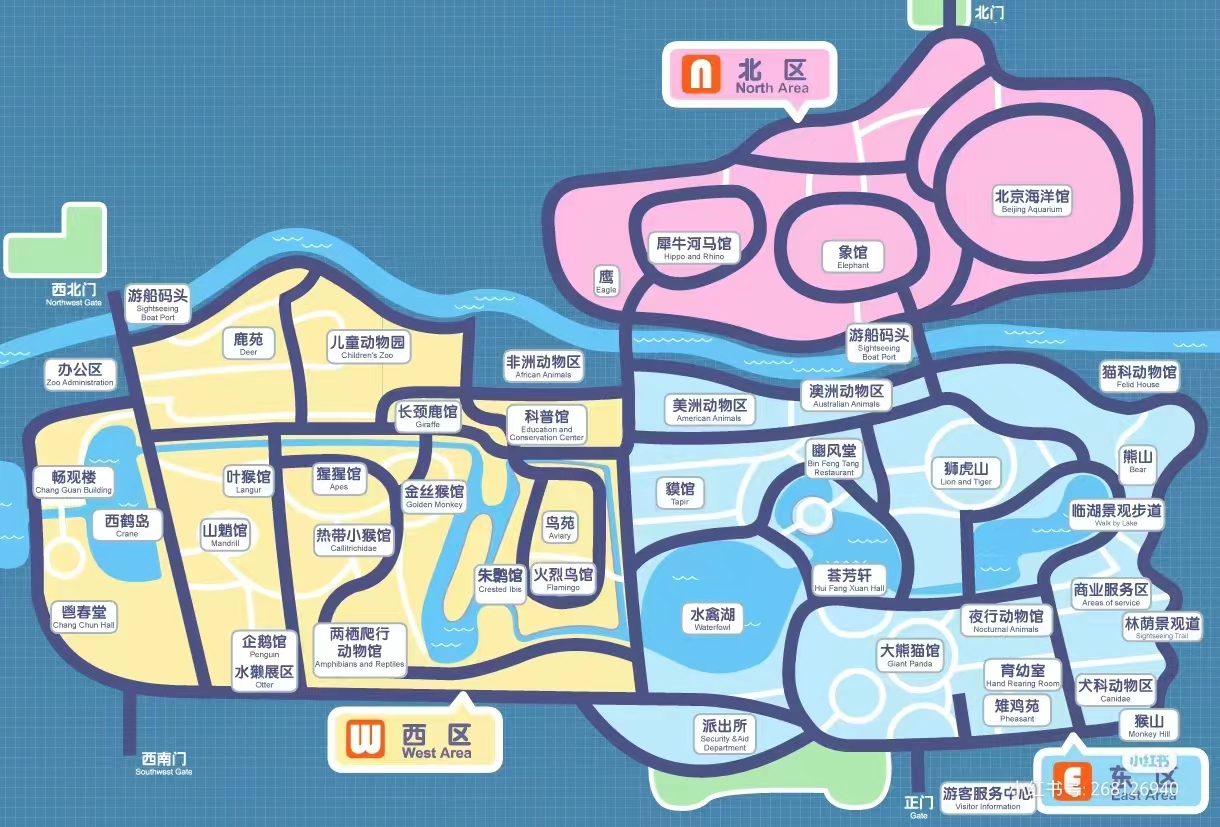 北门
北 区
North Area
北京海洋馆
Beijing Aquarium
犀牛河马馆
Hippo and Rhino
象馆
Elephant
鹰
Eagle
西北门
Northwest Gate
游船码头
Sightseeing
Boat Port
鹿苑
Deer
儿童动物园
Children's Zoo
游船码头
Sightseeing
Boat Port
办公区
Zoo Administration
非洲动物区
African Animals
猫科动物馆
Felid House
长颈鹿馆
Giraffe
科普馆
Education and
Conservation Center
美洲动物区
American Animals
澳洲动物区
Australian Animals
畅观楼
Chang Guan Building
叶猴馆
Langur
猩猩馆
Apes
金丝猴馆
Golden Monkey
貘馆
Tapir
豳风堂
Bin Feng Tang
Restaurant
狮虎山
Lion and Tiger
熊山
Bear
西鹤岛
Crane
山魈馆
Mandrill
热带小猴馆
Callitrichidae
鸟苑
Aviary
临湖景观步道
Walk by Lake
朱鹮馆
Crested Ibis
火烈鸟馆
Flamingo
荟芳轩
Hui Fang Xuan Hall
商业服务区
Areas of service
鬯春堂
Chang Chun Hall
水禽湖
Waterfowl
夜行动物馆
Nocturnal Animals
林荫景观道
Sightseeing Trail
企鹅馆
Penguin
水獭展区
Otter
两栖爬行
动物馆
Amphibians and Reptiles
大熊猫馆
Giant Panda
育幼室
Hand Rearing Room
犬科动物区
Canidae
雉鸡苑
Pheasant
猴山
Monkey Hill
西 区
West Area
派出所
Security &Aid
Department
西南门
Southwest Gate
正门
Gate
游客服务中心
Visitor Information
东 区
East Area
小红书
小红书号: 268126940